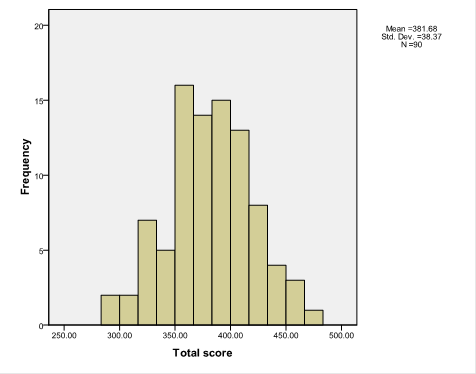 20
15
10
5
0
Frequency
250.00 300.00 350.00 400.00 450.00 500.00
Total score
Mean =381.68
Std. Dev. =38.37
N =90